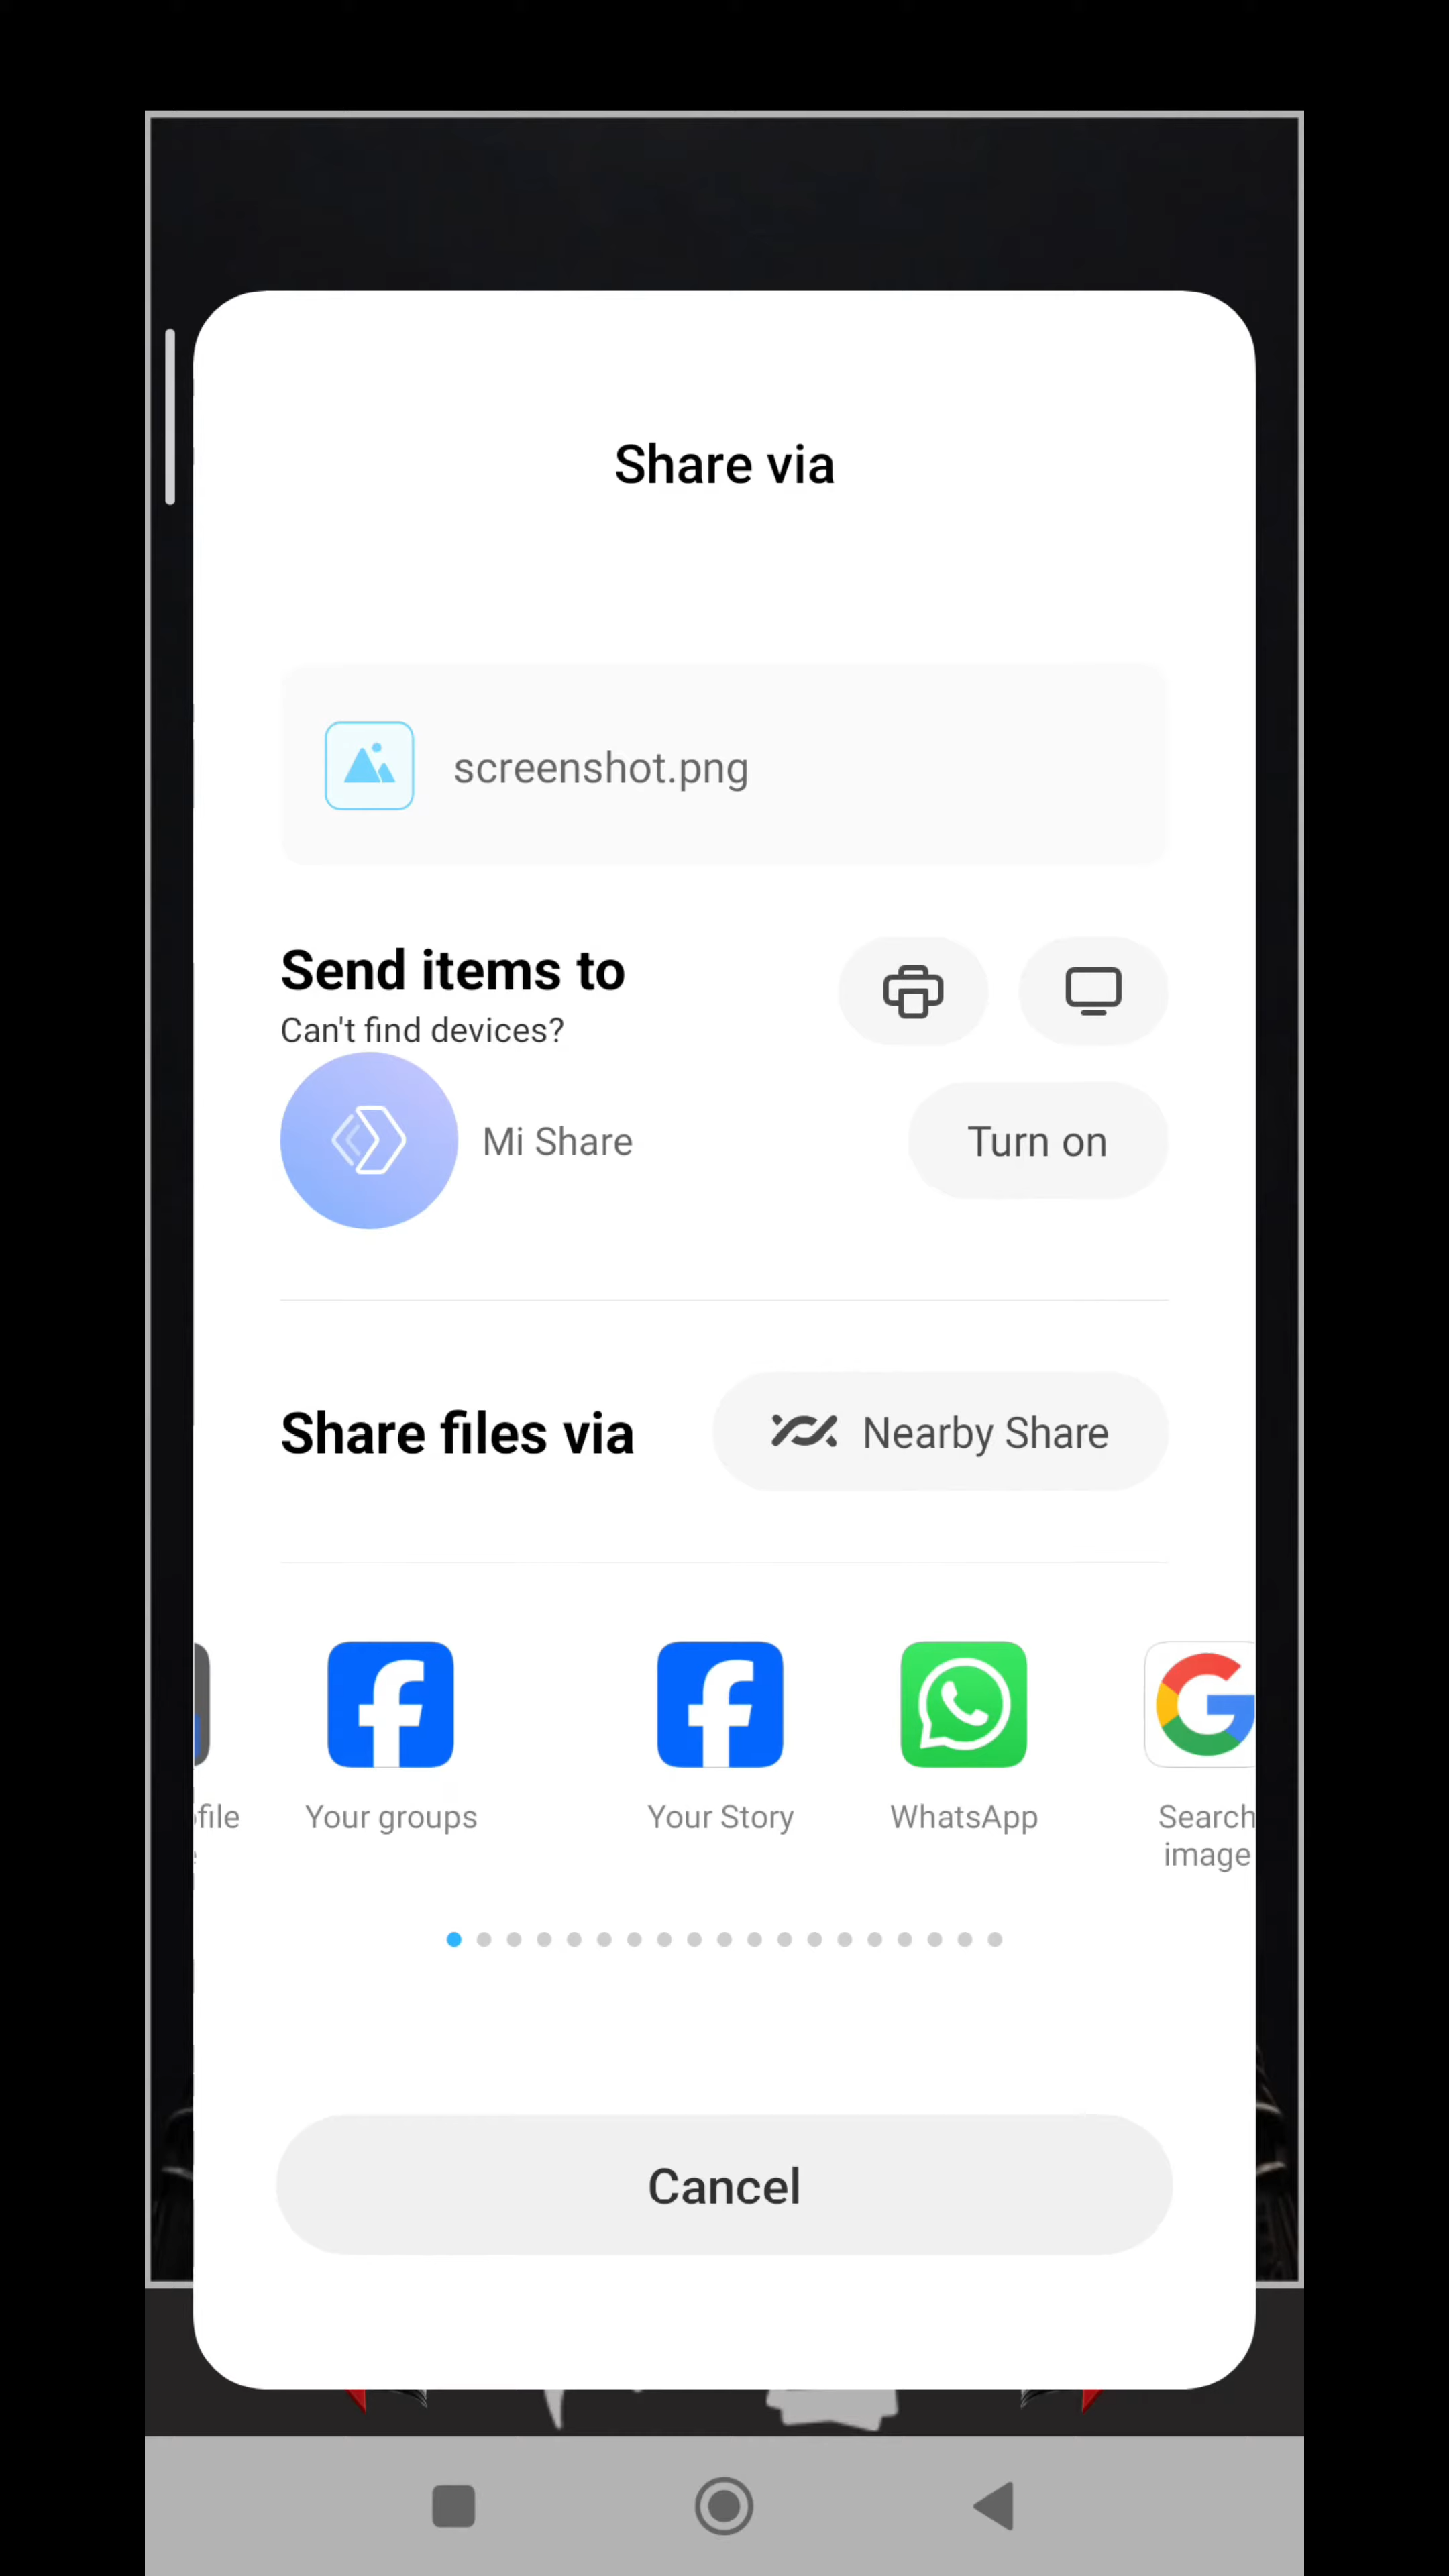 Share via
screenshot.png
Send items to
Can't find devices?
Mi Share
Turn on
Share files via
Nearby Share
Your groups
Your Story
WhatsApp
Search
image
Cancel